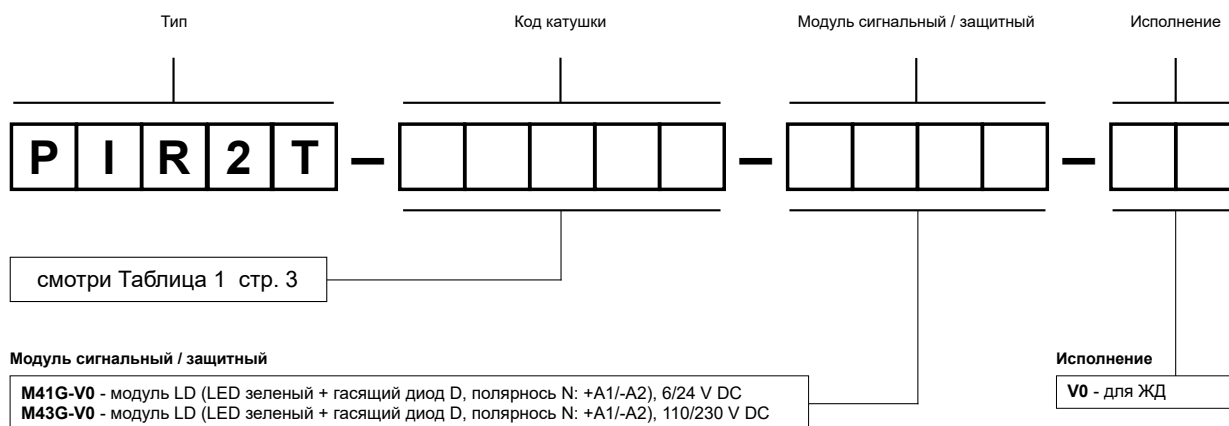 Тип Код катушки Модуль сигнальный / защитный Исполнение
P I R 2 T – – –
смотри Таблица 1 стр. 3
Модуль сигнальный / защитный
M41G-V0 - модуль LD (LED зеленый + гасящий диод D, полярнось N: +A1/-A2), 6/24 V DC
M43G-V0 - модуль LD (LED зеленый + гасящий диод D, полярнось N: +A1/-A2), 110/230 V DC
Исполнение
V0 - для ЖД